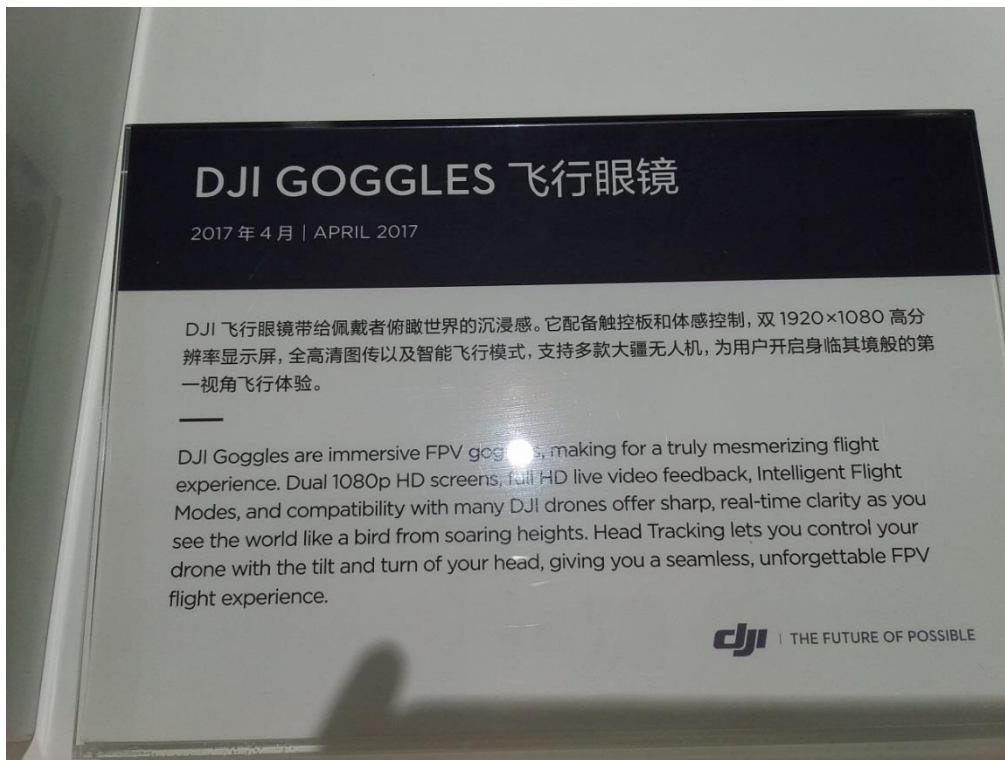 DJI GOGGLES 飞行眼镜
2017 年 4 月 | APRIL 2017
DJI 飞行眼镜带给佩戴者俯瞰世界的沉浸感。它配备触控板和体感控制，双 1920×1080 高分
辨率显示屏，全高清图传以及智能飞行模式，支持多款大疆无人机，为用户开启身临其境般的第
一视角飞行体验。
DJI Goggles are immersive FPV goggles, making for a truly mesmerizing flight
experience. Dual 1080p HD screens, full HD live video feedback, Intelligent Flight
Modes, and compatibility with many DJI drones offer sharp, real-time clarity as you
see the world like a bird from soaring heights. Head Tracking lets you control your
drone with the tilt and turn of your head, giving you a seamless, unforgettable FPV
flight experience.
dji | THE FUTURE OF POSSIBLE